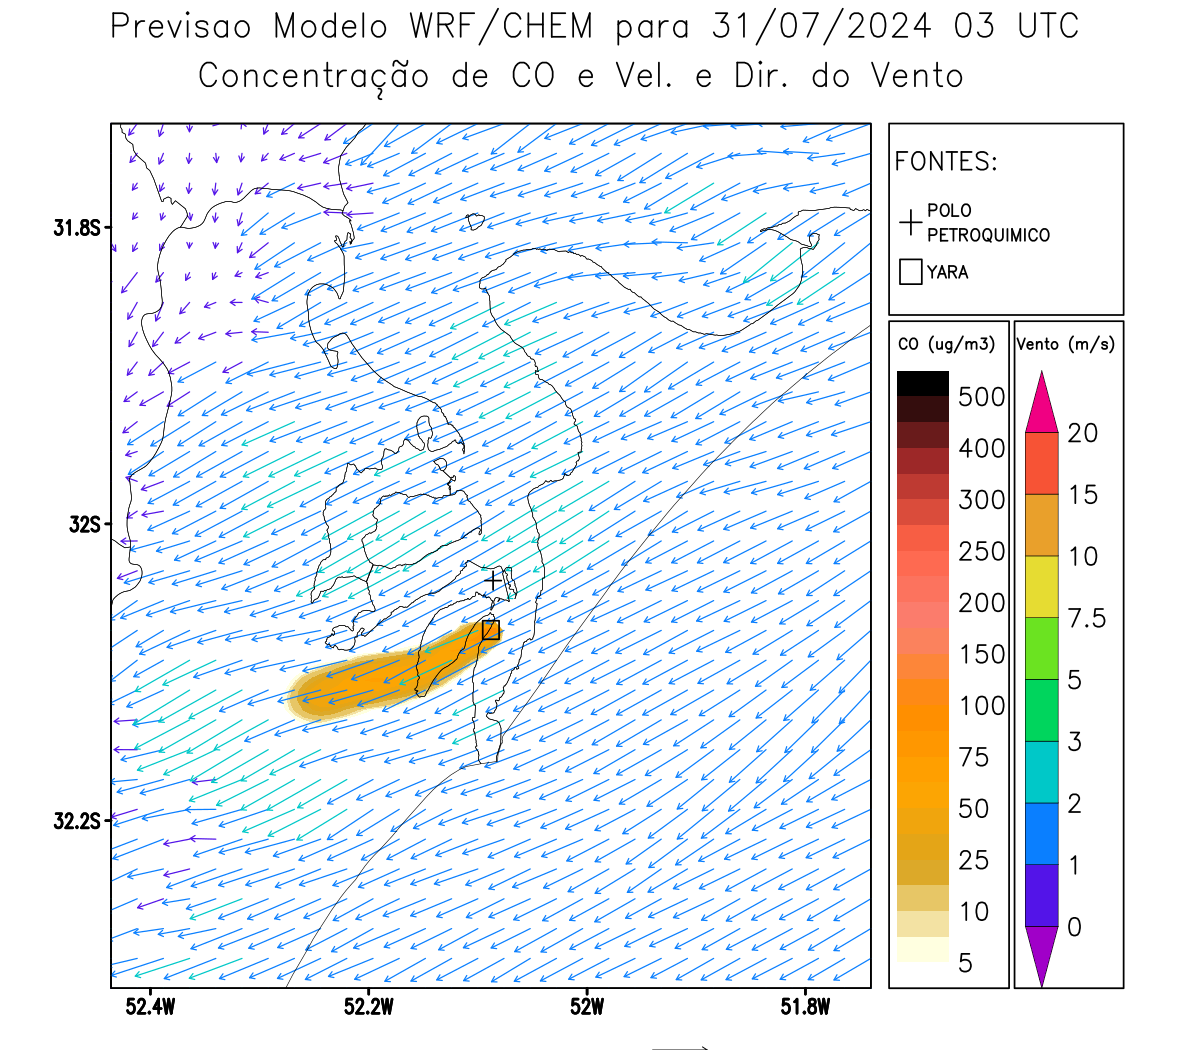 Previsao Modelo WRF/CHEM para 31/07/2024 03 UTC
Concentração de CO e Vel. e Dir. do Vento
FONTES:
POLO
PETROQUIMICO
YARA
CO (ug/m3)
500
400
300
250
200
150
100
75
50
25
10
5
Vento (m/s)
20
15
10
7.5
5
3
2
1
0
31.8S
32S
32.2S
52.4W
52.2W
52W
51.8W